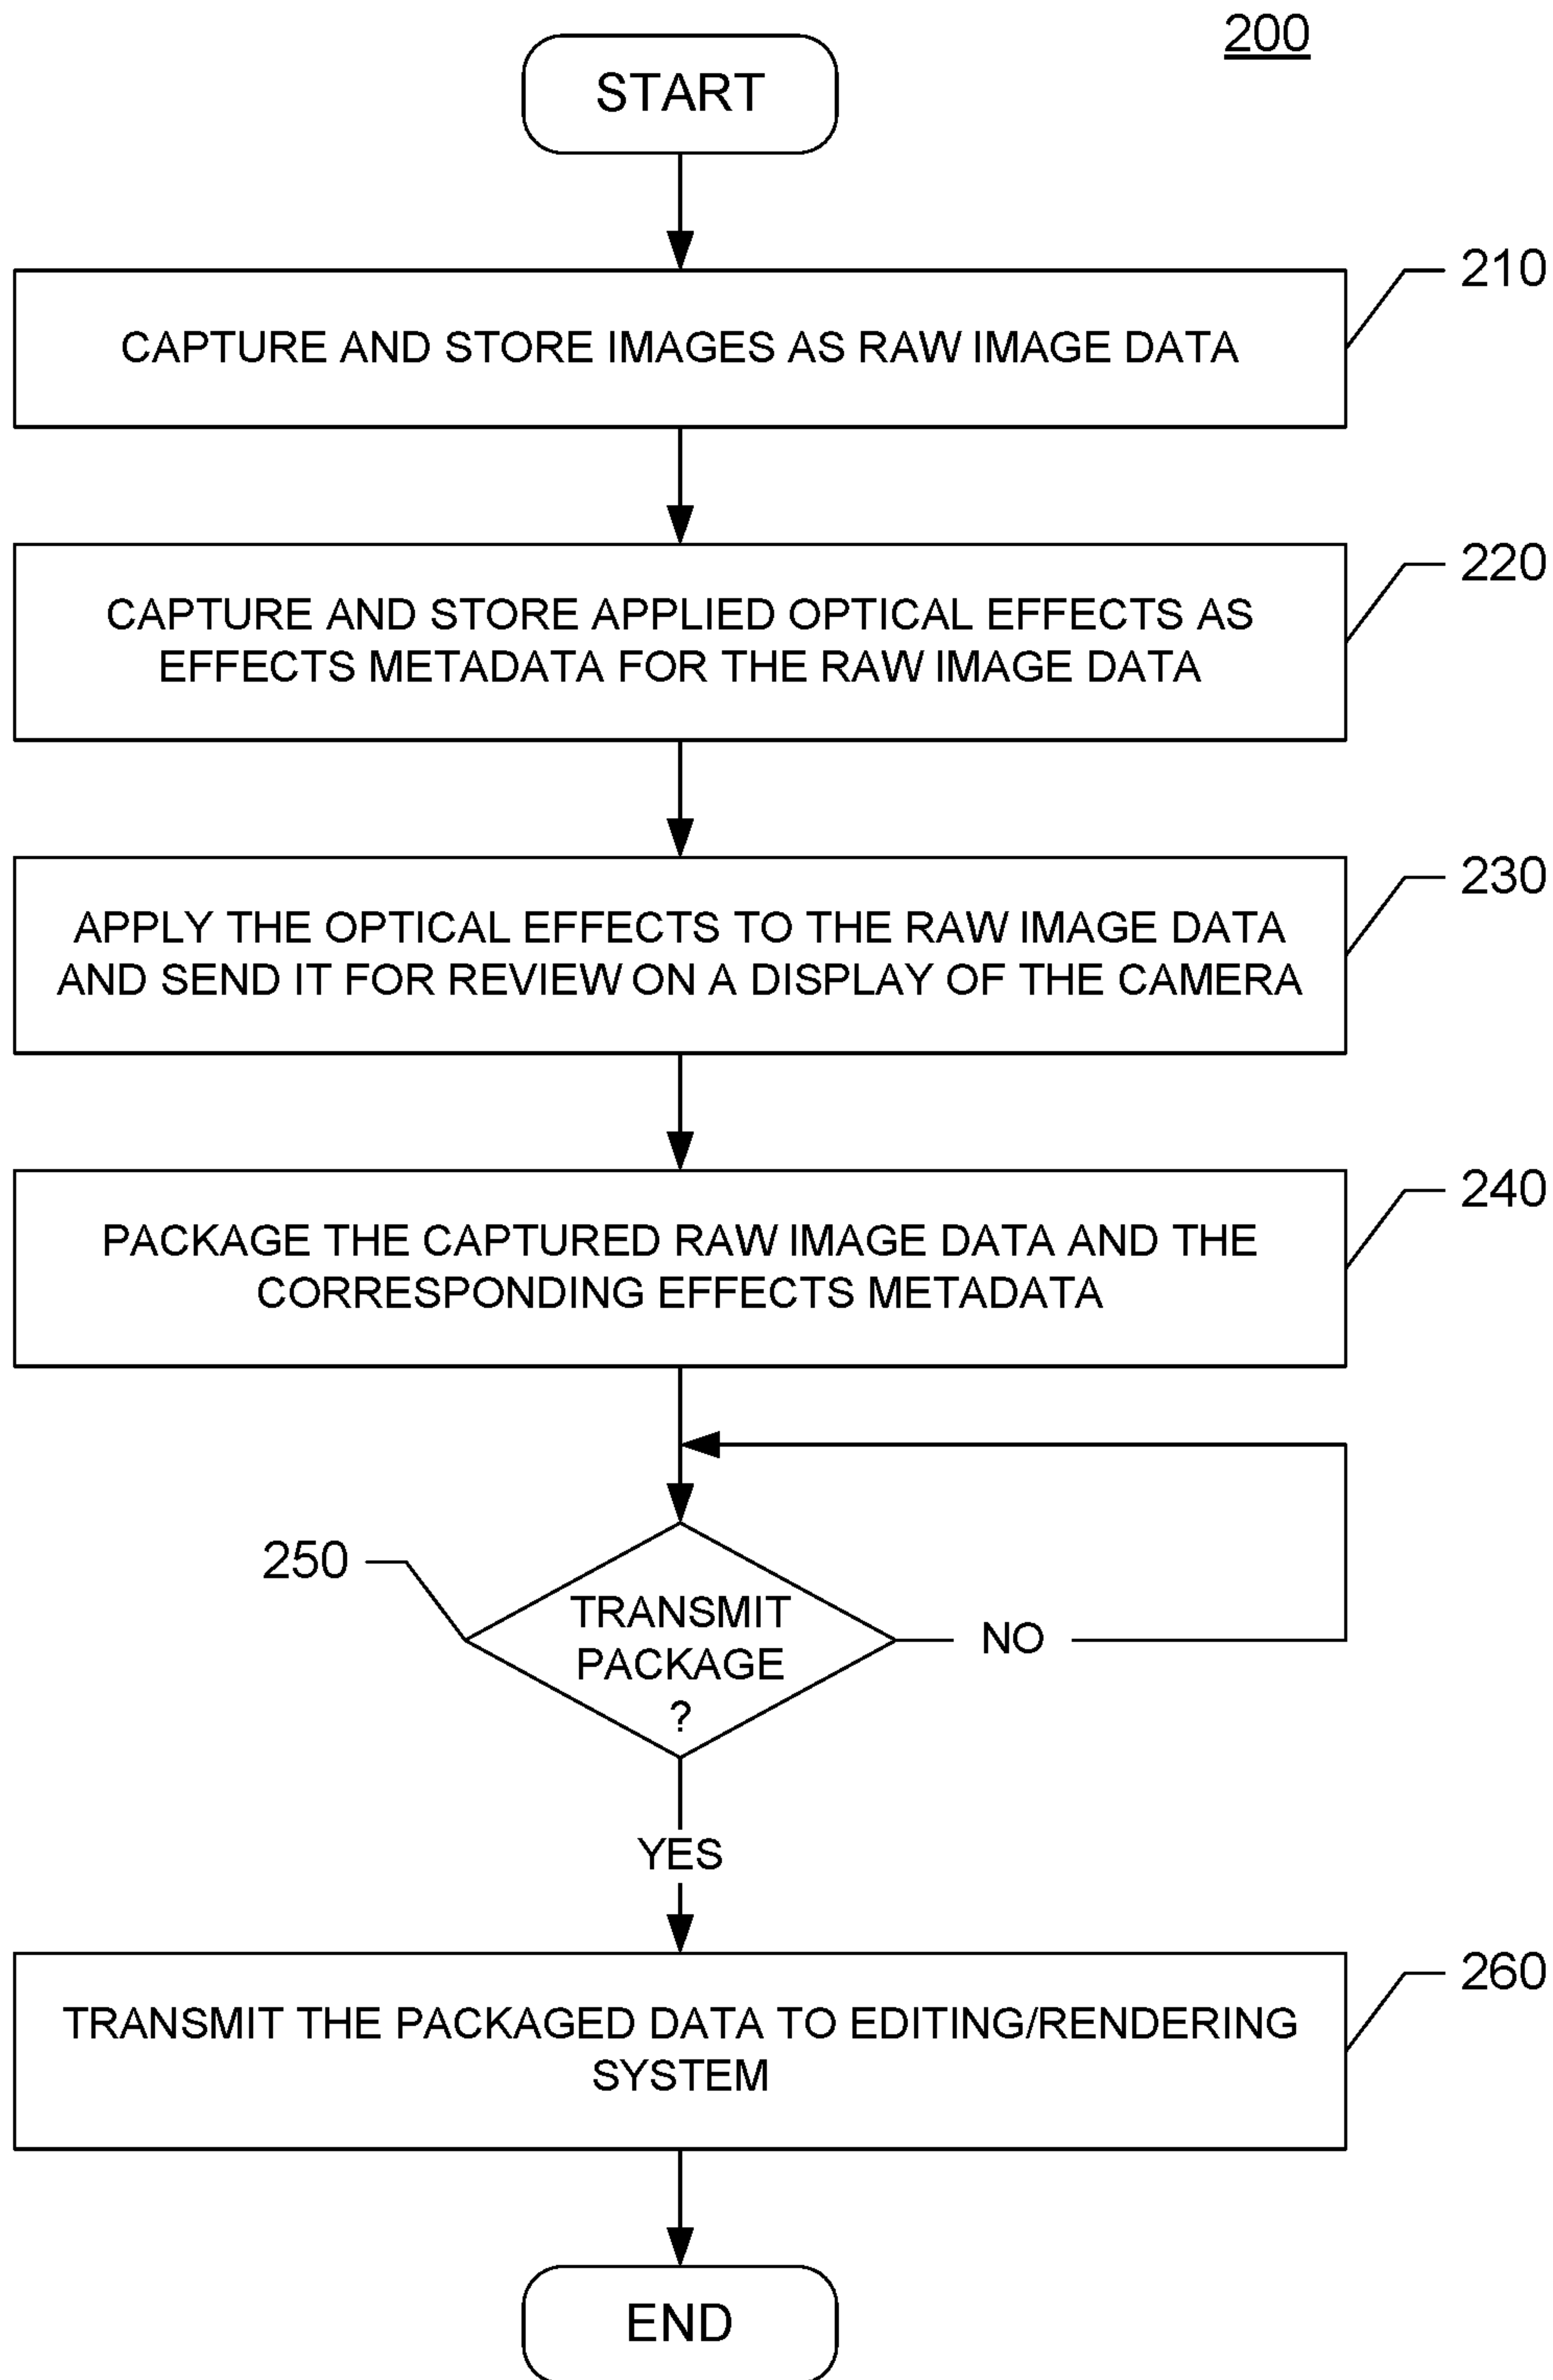 200
START
210
CAPTURE AND STORE IMAGES AS RAW IMAGE DATA
220
CAPTURE AND STORE APPLIED OPTICAL EFFECTS AS
EFFECTS METADATA FOR THE RAW IMAGE DATA
230
APPLY THE OPTICAL EFFECTS TO THE RAW IMAGE DATA
AND SEND IT FOR REVIEW ON A DISPLAY OF THE CAMERA
240
PACKAGE THE CAPTURED RAW IMAGE DATA AND THE
CORRESPONDING EFFECTS METADATA
250
TRANSMIT
PACKAGE
?
NO
YES
260
TRANSMIT THE PACKAGED DATA TO EDITING/RENDERING
SYSTEM
END